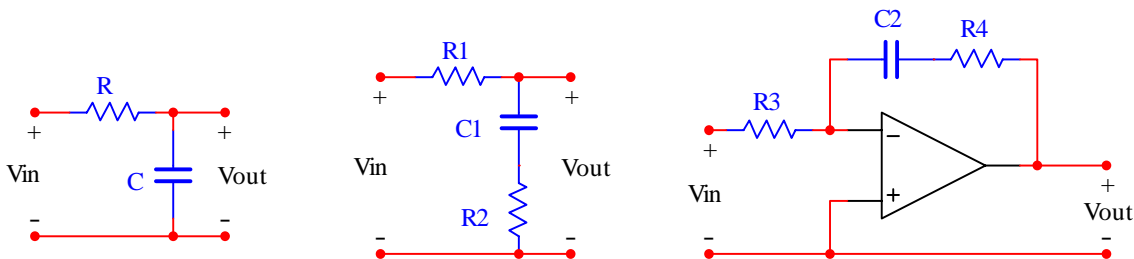 R
+
+
Vin
C
Vout
-
-
R1
+
+
C1
Vin
Vout
R2
-
-
C2
R4
R3
-
+
+
Vin
+
Vout
-
-